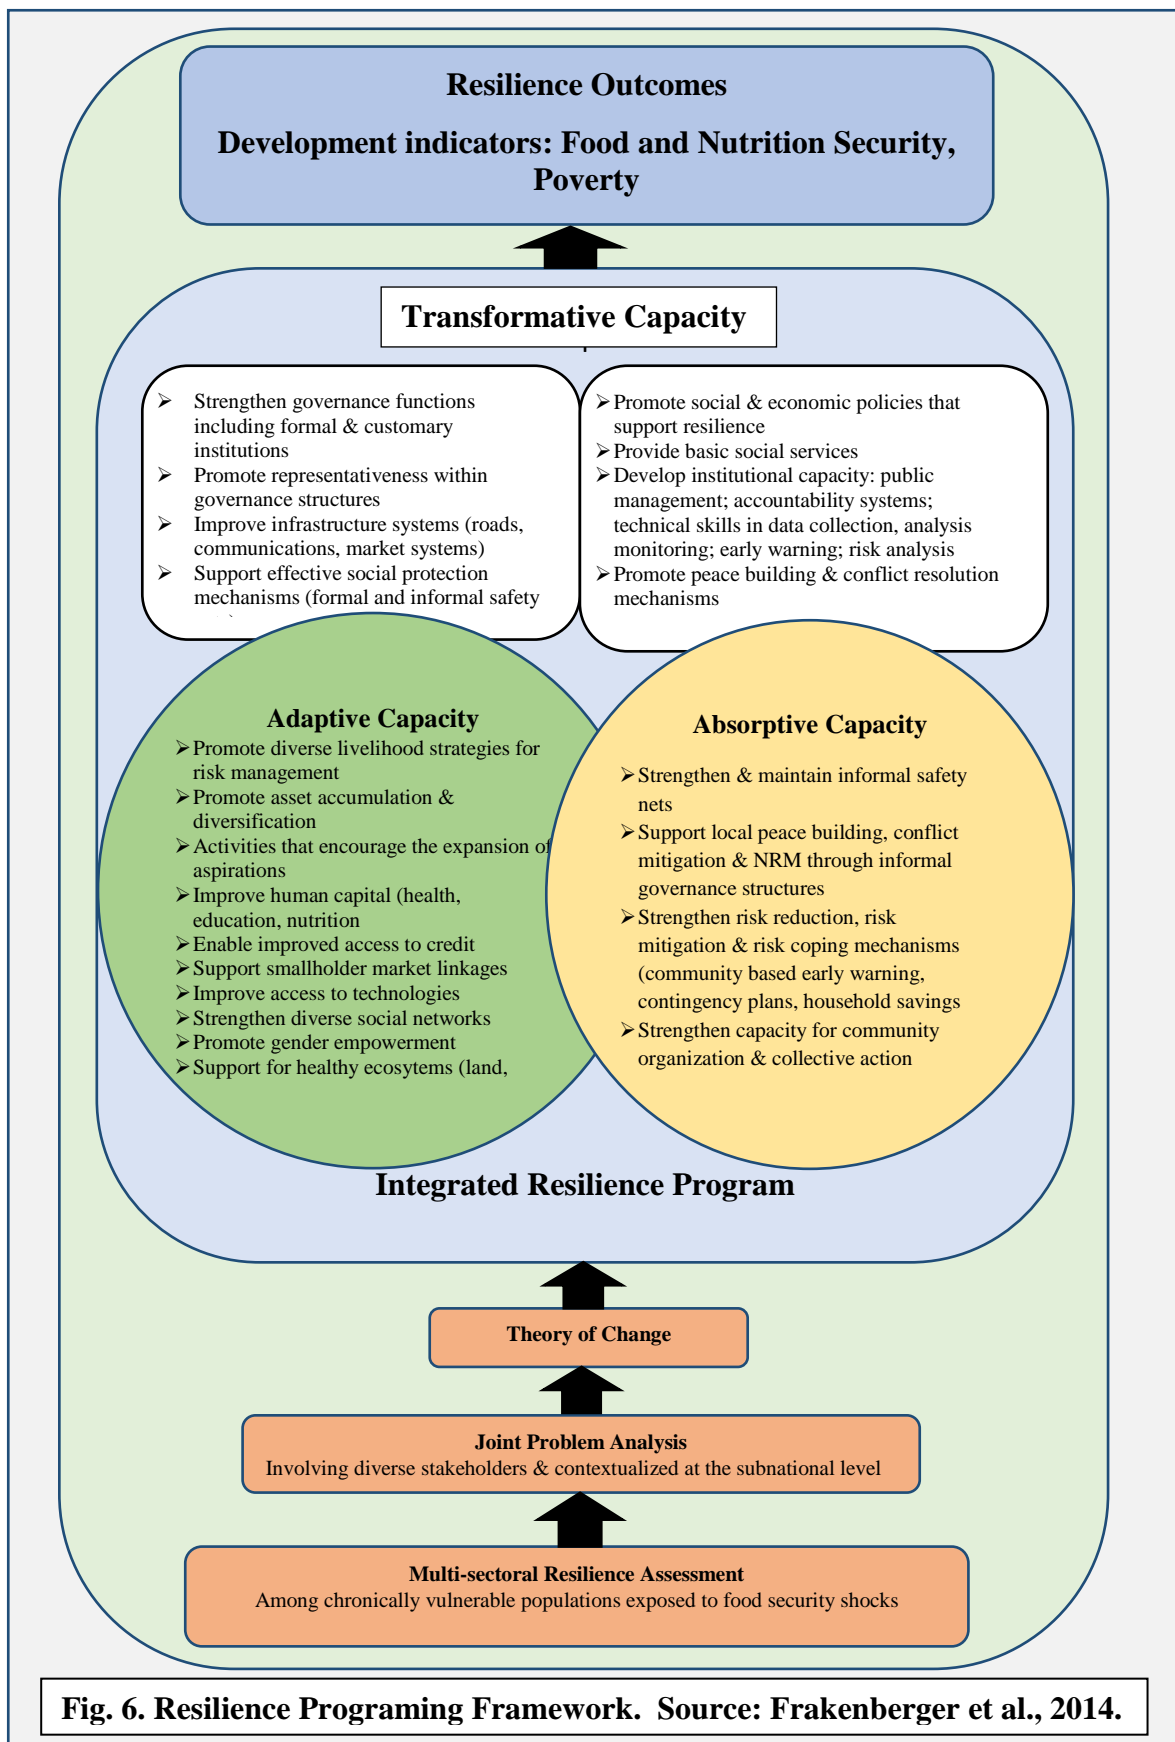 Resilience Outcomes
Development indicators: Food and Nutrition Security,
Poverty
Transformative Capacity
➢ Strengthen governance functions
including formal & customary
institutions
➢ Promote representativeness within
governance structures
➢ Improve infrastructure systems (roads,
communications, market systems)
➢ Support effective social protection
mechanisms (formal and informal safety
➢ Promote social & economic policies that
support resilience
➢ Provide basic social services
➢ Develop institutional capacity: public
management; accountability systems;
technical skills in data collection, analysis
monitoring; early warning; risk analysis
➢ Promote peace building & conflict resolution
mechanisms
Adaptive Capacity
➢ Promote diverse livelihood strategies for
risk management
➢ Promote asset accumulation &
diversification
➢ Activities that encourage the expansion of
aspirations
➢ Improve human capital (health,
education, nutrition
➢ Enable improved access to credit
➢ Support smallholder market linkages
➢ Improve access to technologies
➢ Strengthen diverse social networks
➢ Promote gender empowerment
➢ Support for healthy ecosytems (land,
Absorptive Capacity
➢ Strengthen & maintain informal safety
nets
➢ Support local peace building, conflict
mitigation & NRM through informal
governance structures
➢ Strengthen risk reduction, risk
mitigation & risk coping mechanisms
(community based early warning,
contingency plans, household savings
➢ Strengthen capacity for community
organization & collective action
Integrated Resilience Program
Theory of Change
Joint Problem Analysis
Involving diverse stakeholders & contextualized at the subnational level
Multi-sectoral Resilience Assessment
Among chronically vulnerable populations exposed to food security shocks
Fig. 6. Resilience Programing Framework.  Source: Frakenberger et al., 2014.